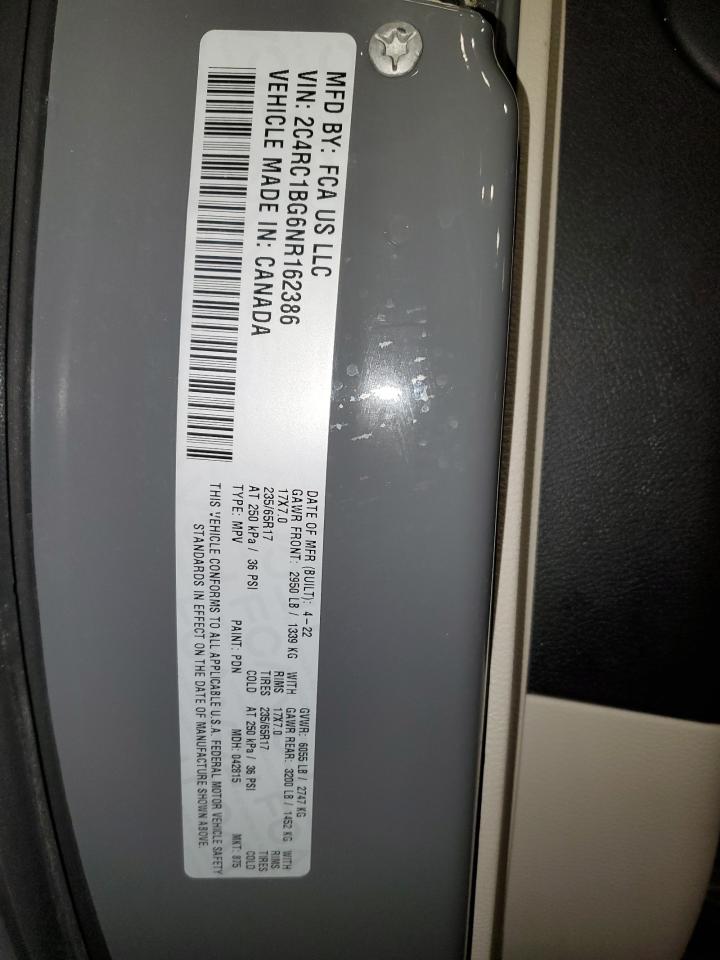 MFD BY: FCA US LLC
VIN: 2C4RC1BG6NR162386
VEHICLE MADE IN: CANADA
DATE OF MFR (BUILT): 4-22 GVWR: 6055 LB / 2747 KG
GAWR FRONT: 2950 LB / 1339 KG WITH GAWR REAR: 3200 LB / 1452 KG WITH
17X7.0 RIMS 17X7.0 RIMS
235/65R17 TIRES 235/65R17 TIRES
AT 250 kPa / 36 PSI COLD AT 250 kPa / 36 PSI COLD
TYPE: MPV PAINT: PDN MDH: 042815 MKT: 875
THIS VEHICLE CONFORMS TO ALL APPLICABLE U.S.A. FEDERAL MOTOR VEHICLE SAFETY
STANDARDS IN EFFECT ON THE DATE OF MANUFACTURE SHOWN ABOVE.